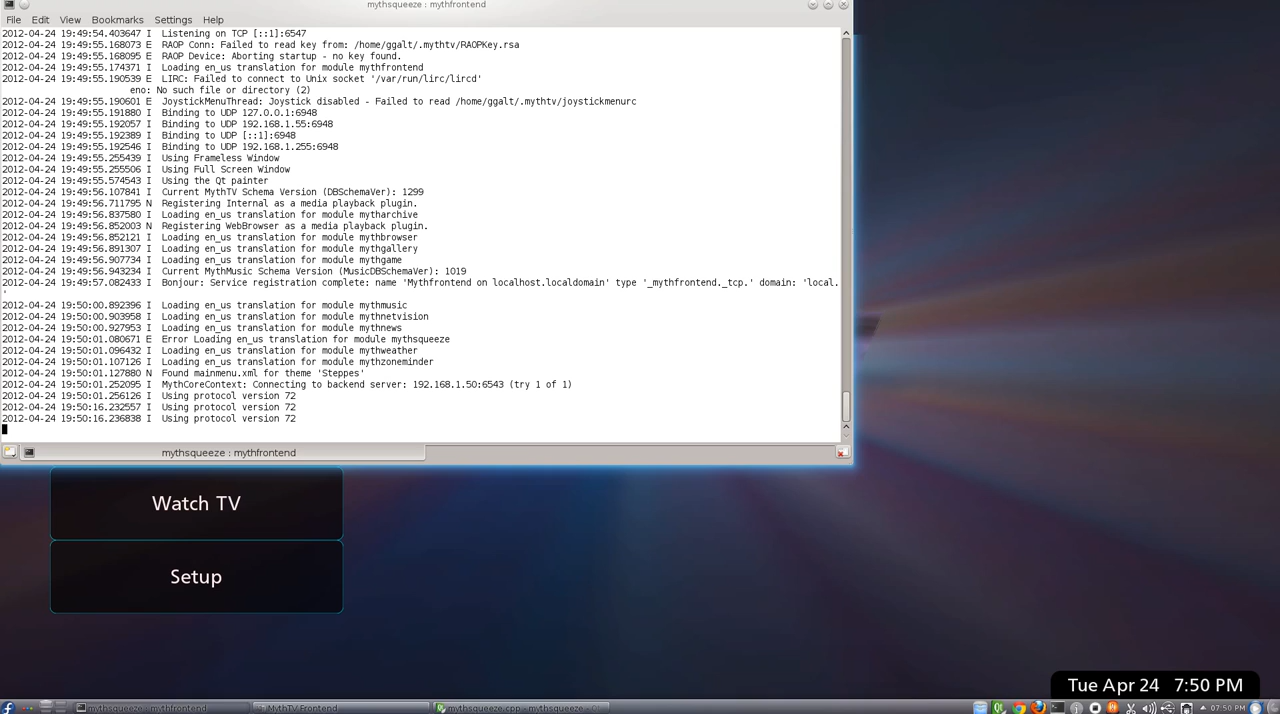 mythsqueeze : mythfrontend
File Edit View Bookmarks Settings Help
2012-04-24 19:49:54.403647 I Listening on TCP [::1]:6547
2012-04-24 19:49:55.168073 E RAOP Conn: Failed to read key from: /home/ggalt/.mythtv/RAOPKey.rsa
2012-04-24 19:49:55.168095 E RAOP Device: Aborting startup - no key found.
2012-04-24 19:49:55.174371 I Loading en_us translation for module mythfrontend
2012-04-24 19:49:55.190539 E LIRC: Failed to connect to Unix socket '/var/run/lirc/lircd'
eno: No such file or directory (2)
2012-04-24 19:49:55.190601 E JoystickMenuThread: Joystick disabled - Failed to read /home/ggalt/.mythtv/joystickmenurc
2012-04-24 19:49:55.191880 I Binding to UDP 127.0.0.1:6948
2012-04-24 19:49:55.192057 I Binding to UDP 192.168.1.55:6948
2012-04-24 19:49:55.192389 I Binding to UDP [::1]:6948
2012-04-24 19:49:55.192546 I Binding to UDP 192.168.1.255:6948
2012-04-24 19:49:55.255439 I Using Frameless Window
2012-04-24 19:49:55.255506 I Using Full Screen Window
2012-04-24 19:49:55.574543 I Using the Qt painter
2012-04-24 19:49:56.107841 I Current MythTV Schema Version (DBSchemaVer): 1299
2012-04-24 19:49:56.711795 N Registering Internal as a media playback plugin.
2012-04-24 19:49:56.837580 I Loading en_us translation for module mytharchive
2012-04-24 19:49:56.852003 N Registering WebBrowser as a media playback plugin.
2012-04-24 19:49:56.852121 I Loading en_us translation for module mythbrowser
2012-04-24 19:49:56.891307 I Loading en_us translation for module mythgallery
2012-04-24 19:49:56.907734 I Loading en_us translation for module mythgame
2012-04-24 19:49:56.943234 I Current MythMusic Schema Version (MusicDBSchemaVer): 1019
2012-04-24 19:49:57.082433 I Bonjour: Service registration complete: name 'Mythfrontend on localhost.localdomain' type '_mythfrontend._tcp.' domain: 'local.
'
2012-04-24 19:50:00.892396 I Loading en_us translation for module mythmusic
2012-04-24 19:50:00.903958 I Loading en_us translation for module mythnetvision
2012-04-24 19:50:00.927953 I Loading en_us translation for module mythnews
2012-04-24 19:50:01.080671 E Error Loading en_us translation for module mythsqueeze
2012-04-24 19:50:01.096432 I Loading en_us translation for module mythweather
2012-04-24 19:50:01.107126 I Loading en_us translation for module mythzoneminder
2012-04-24 19:50:01.127880 N Found mainmenu.xml for theme 'Steppes'
2012-04-24 19:50:01.252095 I MythCoreContext: Connecting to backend server: 192.168.1.50:6543 (try 1 of 1)
2012-04-24 19:50:01.256126 I Using protocol version 72
2012-04-24 19:50:16.232557 I Using protocol version 72
2012-04-24 19:50:16.236838 I Using protocol version 72
mythsqueeze : mythfrontend
Watch TV
Setup
Tue Apr 24 7:50 PM
mythsqueeze : mythfrontend MythTV Frontend mythsqueeze.cpp - mythsqueeze - Qt 07:50 PM